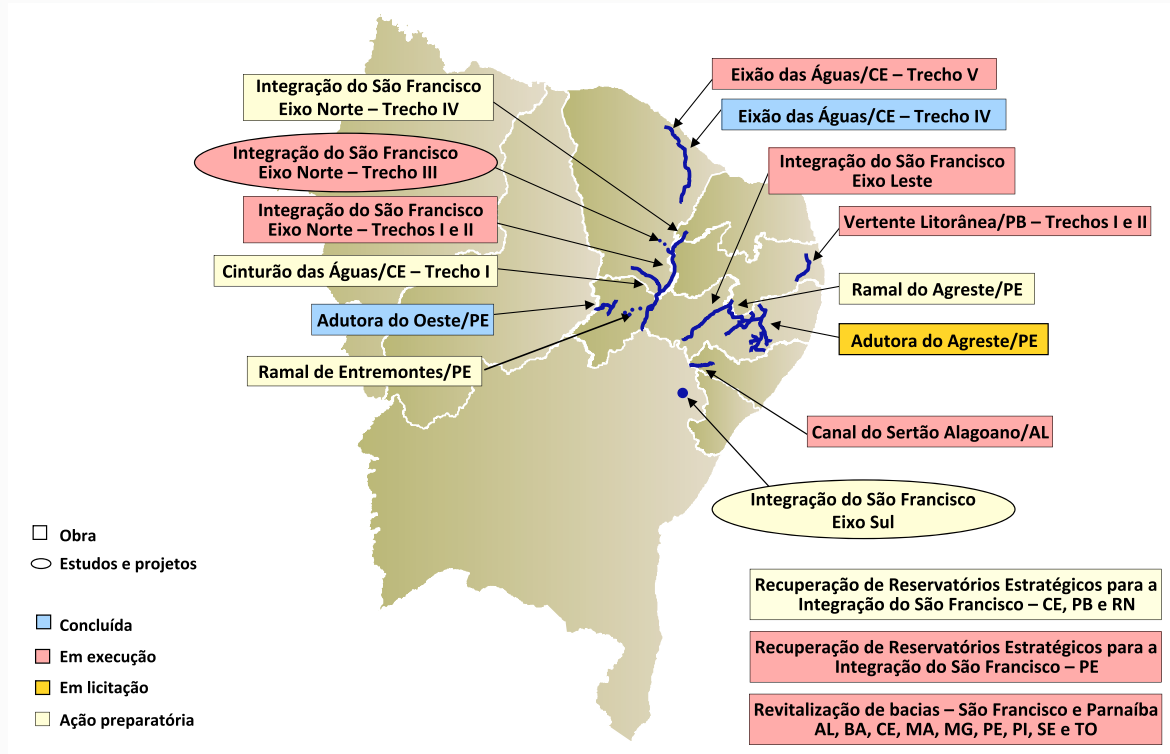 Integração do São Francisco
Eixo Norte – Trecho IV
Integração do São Francisco
Eixo Norte – Trecho III
Integração do São Francisco
Eixo Norte – Trechos I e II
Cinturão das Águas/CE – Trecho I
Adutora do Oeste/PE
Ramal de Entremontes/PE
Eixão das Águas/CE – Trecho V
Eixão das Águas/CE – Trecho IV
Integração do São Francisco
Eixo Leste
Vertente Litorânea/PB – Trechos I e II
Ramal do Agreste/PE
Adutora do Agreste/PE
Canal do Sertão Alagoano/AL
Integração do São Francisco
Eixo Sul
Obra
Estudos e projetos
Concluída
Em execução
Em licitação
Ação preparatória
Recuperação de Reservatórios Estratégicos para a
Integração do São Francisco – CE, PB e RN
Recuperação de Reservatórios Estratégicos para a
Integração do São Francisco – PE
Revitalização de bacias – São Francisco e Parnaíba
AL, BA, CE, MA, MG, PE, PI, SE e TO